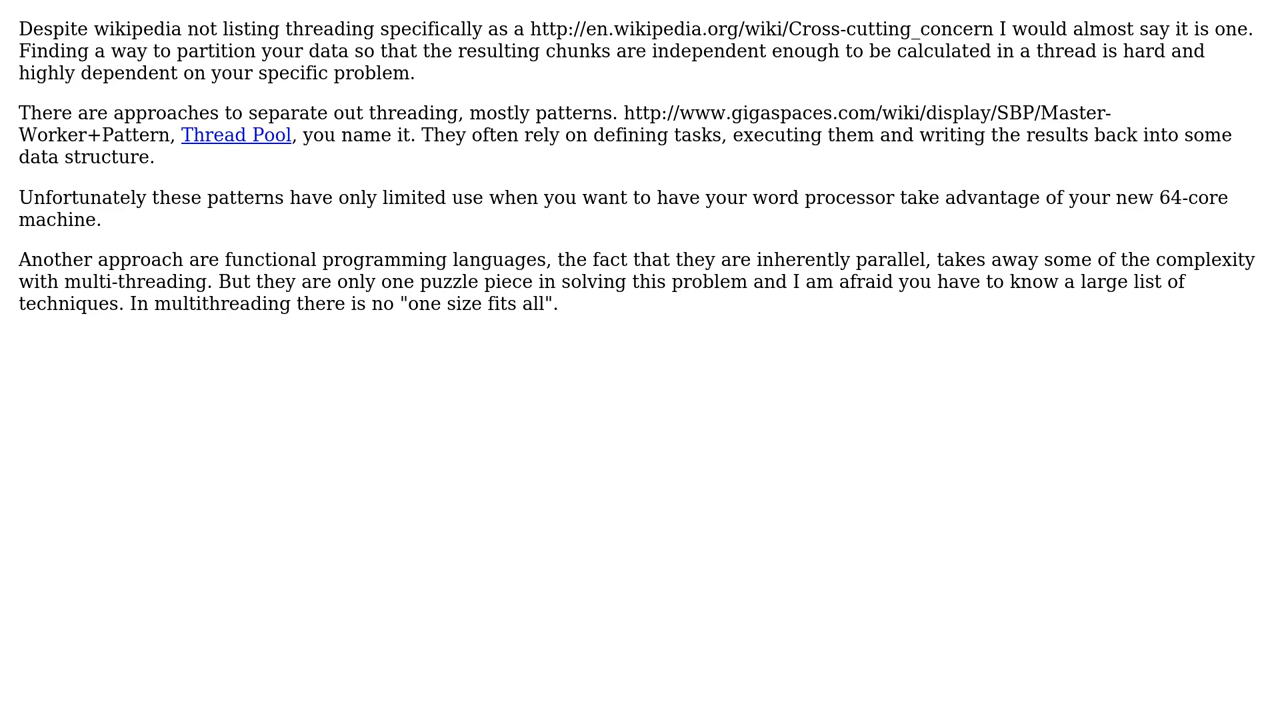 Despite wikipedia not listing threading specifically as a http://en.wikipedia.org/wiki/Cross-cutting_concern I would almost say it is one.
Finding a way to partition your data so that the resulting chunks are independent enough to be calculated in a thread is hard and
highly dependent on your specific problem.
There are approaches to separate out threading, mostly patterns. http://www.gigaspaces.com/wiki/display/SBP/Master-
Worker+Pattern, Thread Pool, you name it. They often rely on defining tasks, executing them and writing the results back into some
data structure.
Unfortunately these patterns have only limited use when you want to have your word processor take advantage of your new 64-core
machine.
Another approach are functional programming languages, the fact that they are inherently parallel, takes away some of the complexity
with multi-threading. But they are only one puzzle piece in solving this problem and I am afraid you have to know a large list of
techniques. In multithreading there is no "one size fits all".